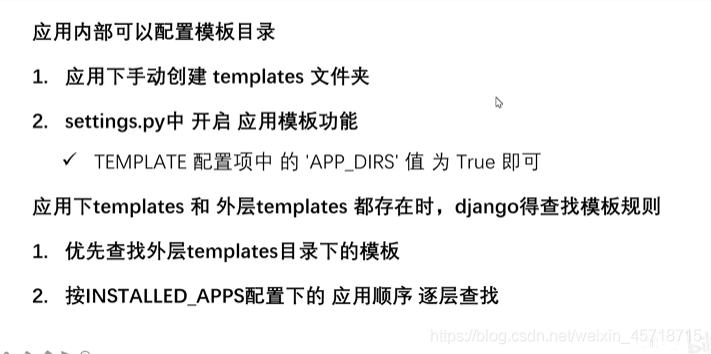 应用内部可以配置模板目录
1. 应用下手动创建 templates 文件夹
2. settings.py中 开启 应用模板功能
✓ TEMPLATE 配置项中 的 'APP_DIRS' 值 为 True 即可
应用下templates 和 外层templates 都存在时，django得查找模板规则
1. 优先查找外层templates目录下的模板
2. 按INSTALLED_APPS配置下的 应用顺序 逐层查找
https://blog.csdn.net/weixin_45718715